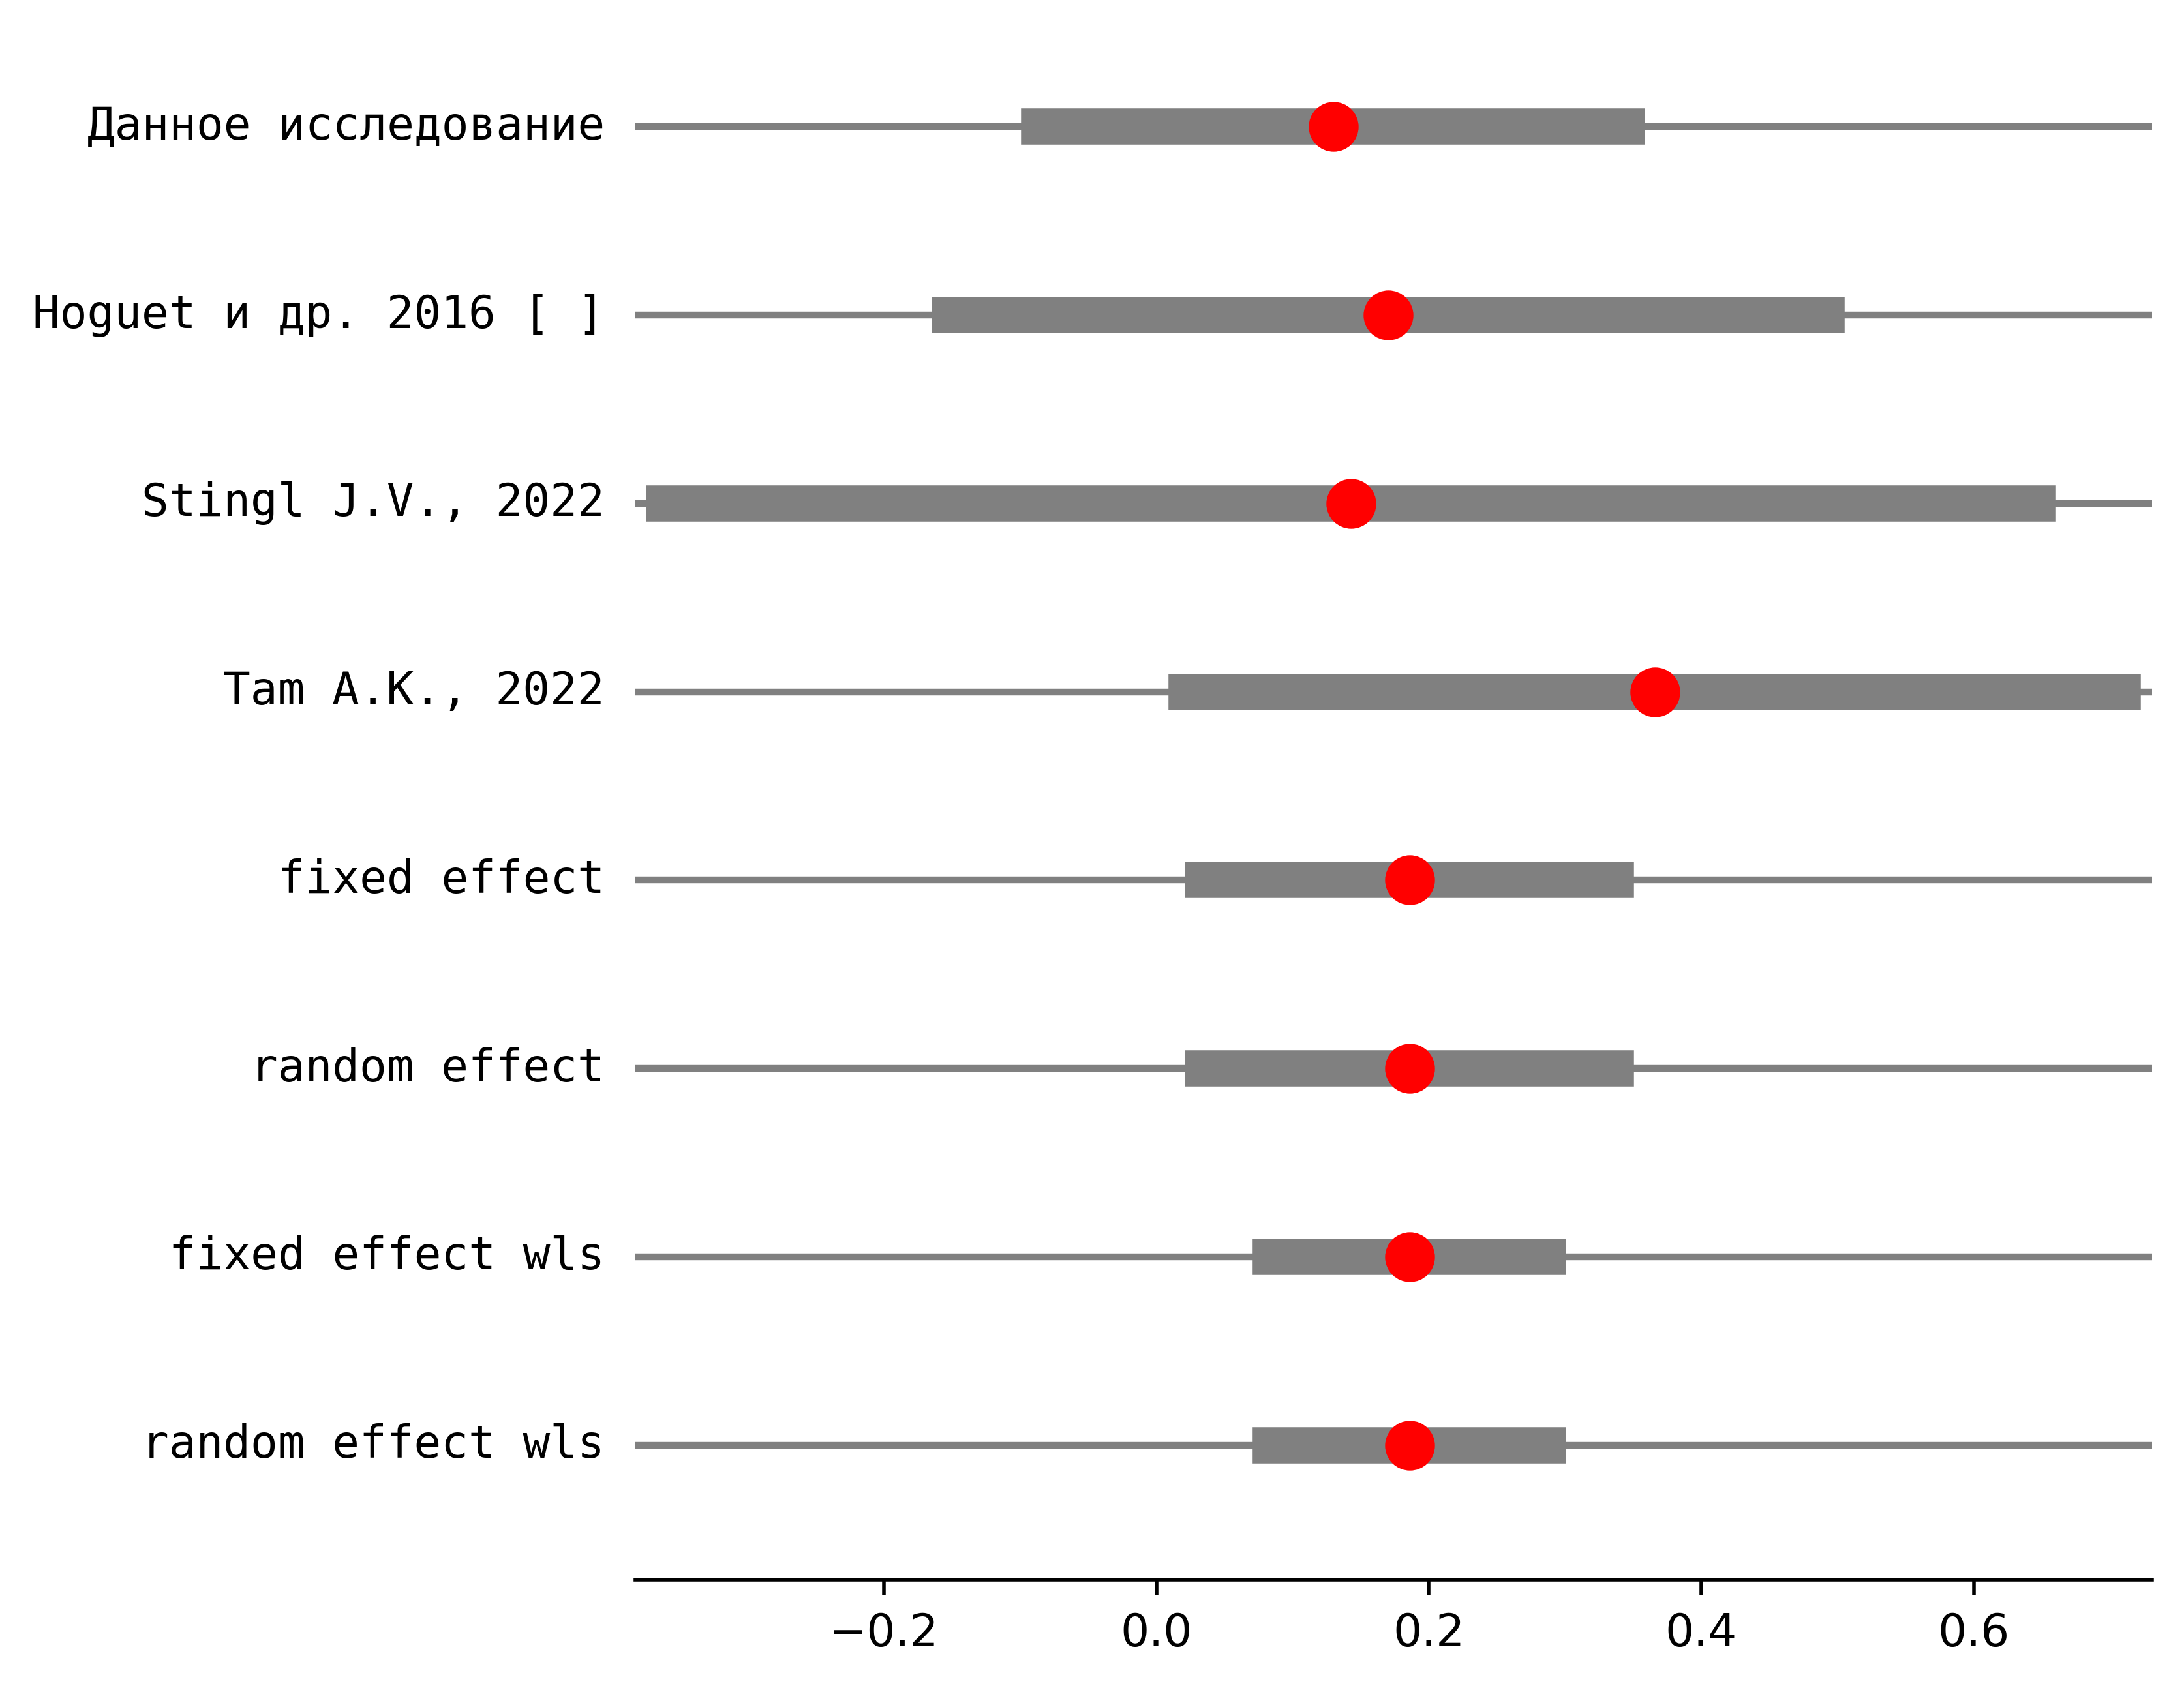 Данное исследование
Hoguet и др. 2016 [ ]
Stingl J.V., 2022
Tam A.K., 2022
fixed effect
random effect
fixed effect wls
random effect wls
−0.2 0.0 0.2 0.4 0.6